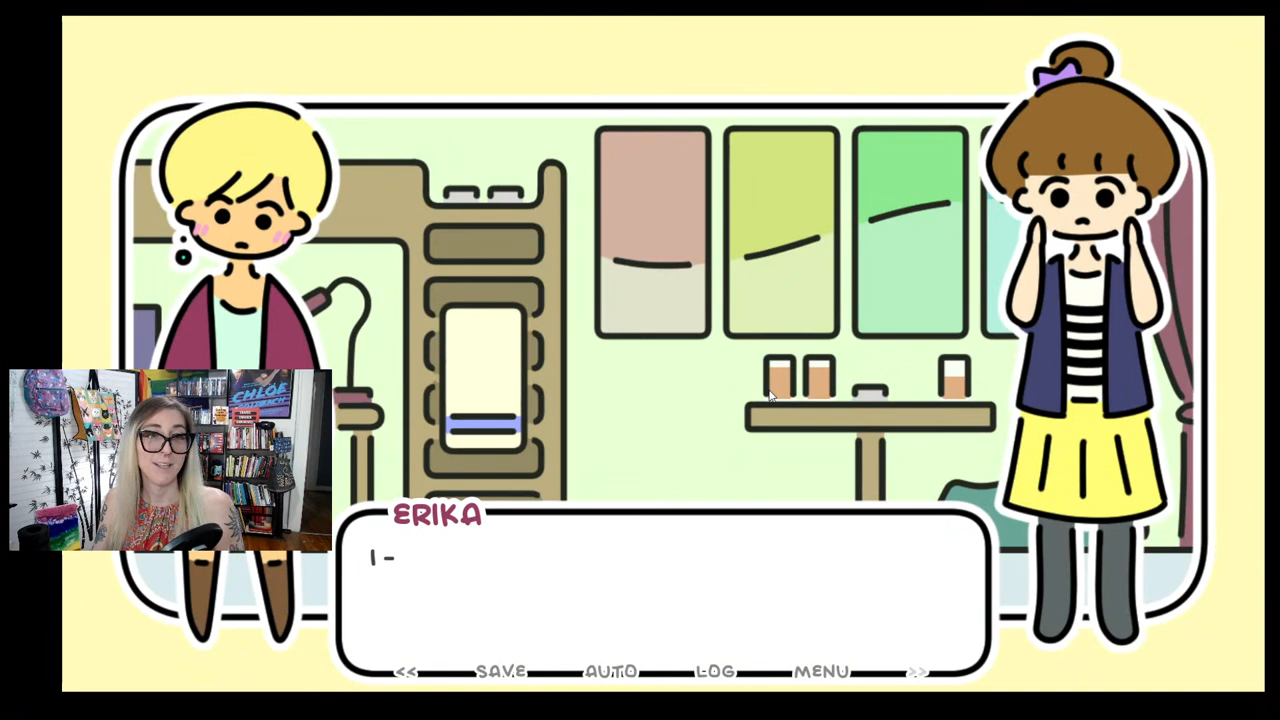 CHLOE
ERIKA
I -
<<
SAVE
AUTO
LOG
MENU
>>